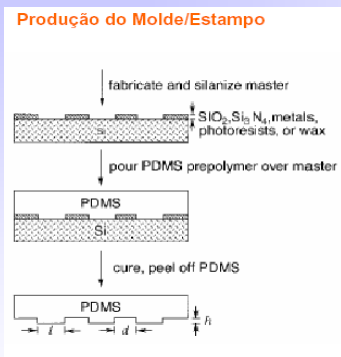 Produção do Molde/Estampo
fabricate and silanize master
SiO2,Si3N4,metals,
photoresists, or wax
Si
pour PDMS prepolymer over master
PDMS
Si
cure, peel off PDMS
PDMS
h
l d